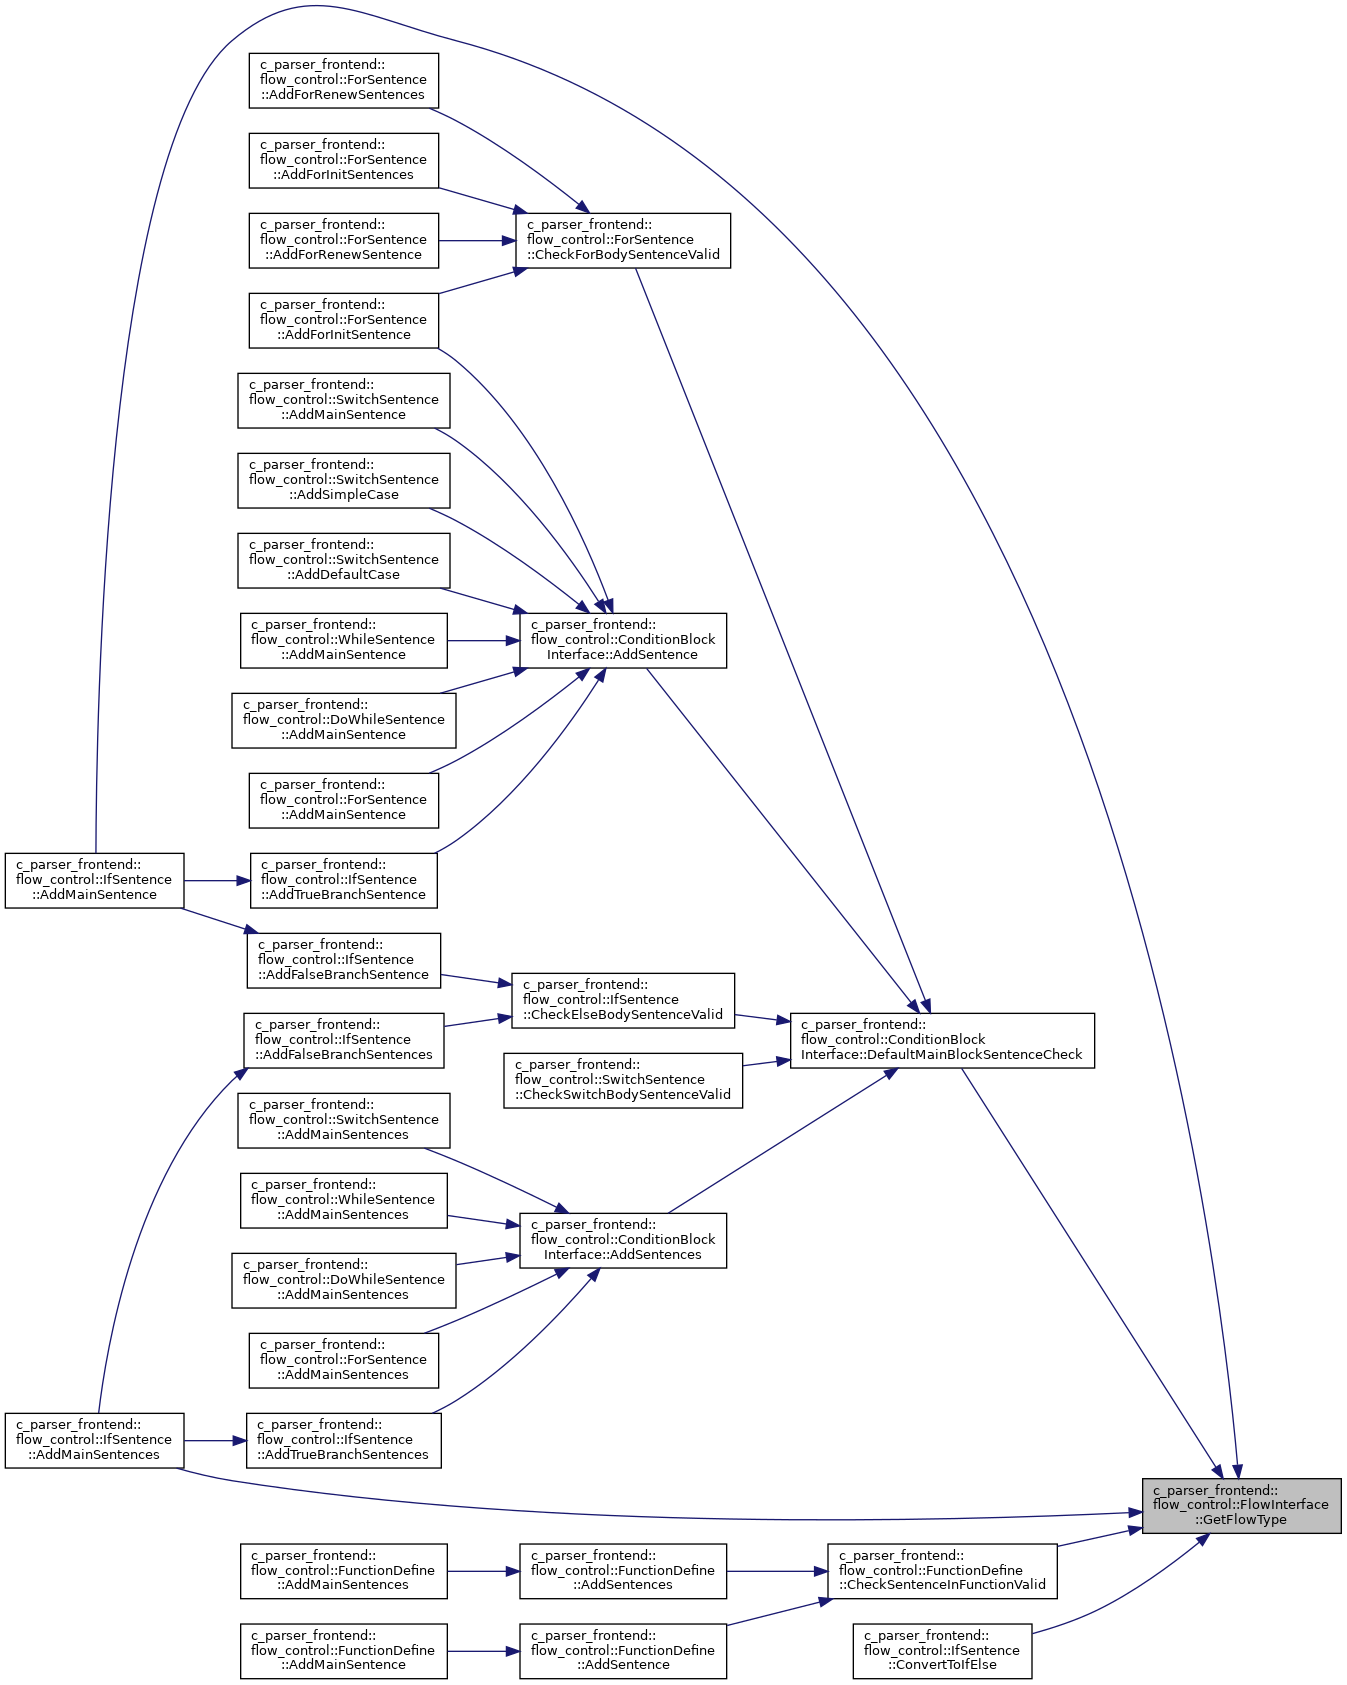 c_parser_frontend::
flow_control::ForSentence
::AddForRenewSentences
c_parser_frontend::
flow_control::ForSentence
::AddForInitSentences
c_parser_frontend::
flow_control::ForSentence
::AddForRenewSentence
c_parser_frontend::
flow_control::ForSentence
::CheckForBodySentenceValid
c_parser_frontend::
flow_control::ForSentence
::AddForInitSentence
c_parser_frontend::
flow_control::SwitchSentence
::AddMainSentence
c_parser_frontend::
flow_control::SwitchSentence
::AddSimpleCase
c_parser_frontend::
flow_control::SwitchSentence
::AddDefaultCase
c_parser_frontend::
flow_control::WhileSentence
::AddMainSentence
c_parser_frontend::
flow_control::ConditionBlock
Interface::AddSentence
c_parser_frontend::
flow_control::DoWhileSentence
::AddMainSentence
c_parser_frontend::
flow_control::ForSentence
::AddMainSentence
c_parser_frontend::
flow_control::IfSentence
::AddMainSentence
c_parser_frontend::
flow_control::IfSentence
::AddTrueBranchSentence
c_parser_frontend::
flow_control::IfSentence
::AddFalseBranchSentence
c_parser_frontend::
flow_control::IfSentence
::CheckElseBodySentenceValid
c_parser_frontend::
flow_control::IfSentence
::AddFalseBranchSentences
c_parser_frontend::
flow_control::ConditionBlock
Interface::DefaultMainBlockSentenceCheck
c_parser_frontend::
flow_control::SwitchSentence
::CheckSwitchBodySentenceValid
c_parser_frontend::
flow_control::SwitchSentence
::AddMainSentences
c_parser_frontend::
flow_control::WhileSentence
::AddMainSentences
c_parser_frontend::
flow_control::ConditionBlock
Interface::AddSentences
c_parser_frontend::
flow_control::DoWhileSentence
::AddMainSentences
c_parser_frontend::
flow_control::ForSentence
::AddMainSentences
c_parser_frontend::
flow_control::IfSentence
::AddMainSentences
c_parser_frontend::
flow_control::IfSentence
::AddTrueBranchSentences
c_parser_frontend::
flow_control::FlowInterface
::GetFlowType
c_parser_frontend::
flow_control::FunctionDefine
::AddMainSentences
c_parser_frontend::
flow_control::FunctionDefine
::AddSentences
c_parser_frontend::
flow_control::FunctionDefine
::CheckSentenceInFunctionValid
c_parser_frontend::
flow_control::FunctionDefine
::AddMainSentence
c_parser_frontend::
flow_control::FunctionDefine
::AddSentence
c_parser_frontend::
flow_control::IfSentence
::ConvertToIfElse